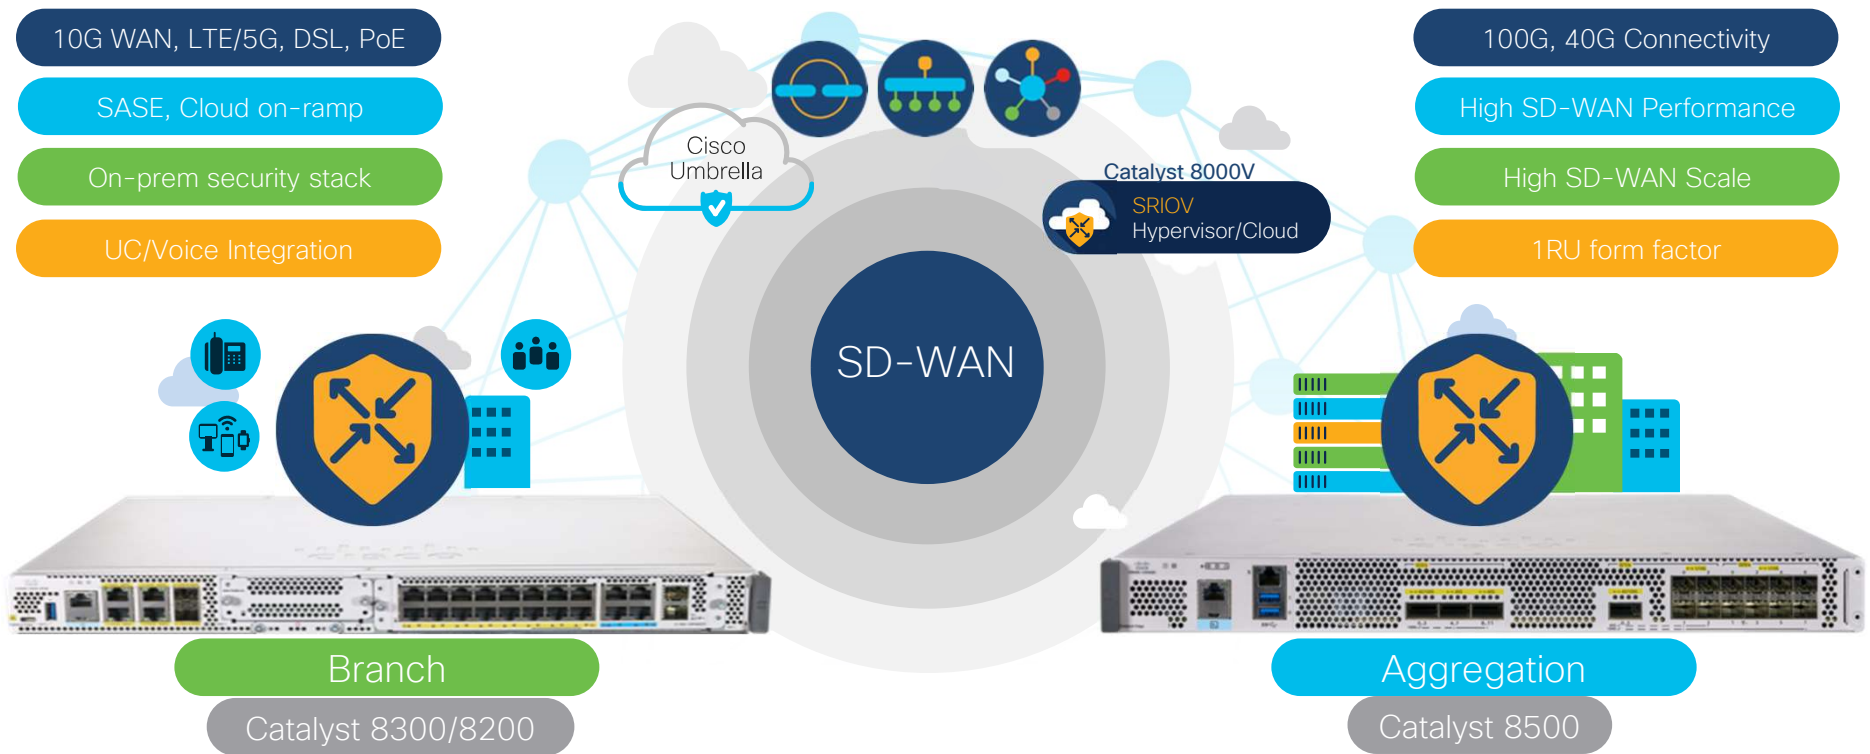 10G WAN, LTE/5G, DSL, PoE
SASE, Cloud on-ramp
On-prem security stack
UC/Voice Integration
Cisco
Umbrella
Catalyst 8000V
SRIOV
Hypervisor/Cloud
100G, 40G Connectivity
High SD-WAN Performance
High SD-WAN Scale
1RU form factor
SD-WAN
Branch
Catalyst 8300/8200
Aggregation
Catalyst 8500